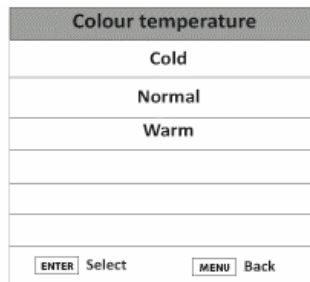 Colour temperature
Cold
Normal
Warm
ENTER Select MENU Back